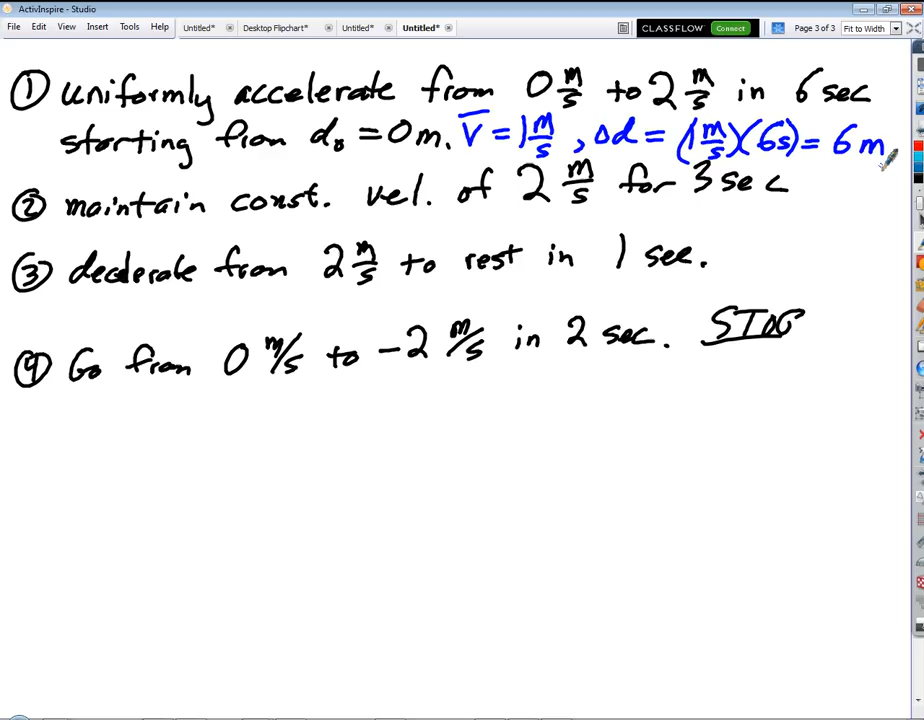 ActivInspire - Studio
File Edit View Insert Tools Help Untitled* Desktop Flipchart* Untitled* Untitled* CLASSFLOW Connect Page 3 of 3 Fit to Width
① uniformly accelerate from 0 m/s to 2 m/s in 6 sec
starting from d₀ = 0 m. V̅ = 1 m/s, Δd = (1 m/s)(6s) = 6 m
② maintain const. vel. of 2 m/s for 3 sec
③ decelerate from 2 m/s to rest in 1 sec.
④ Go from 0 m/s to -2 m/s in 2 sec. STOP